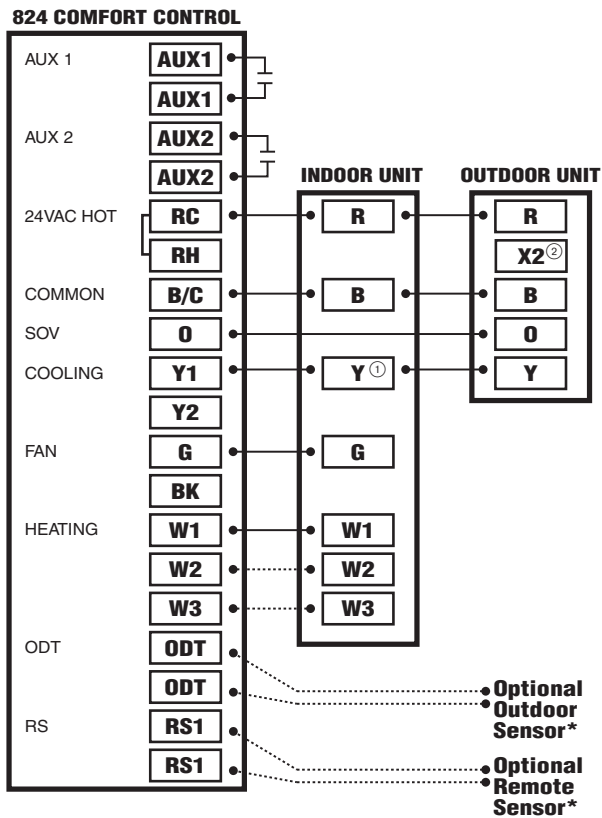 824 COMFORT CONTROL
AUX 1
AUX1
AUX1
AUX 2
AUX2
AUX2
INDOOR UNIT
OUTDOOR UNIT
24VAC HOT
RC
R
R
RH
X2②
COMMON
B/C
B
B
SOV
O
O
COOLING
Y1
Y①
Y
Y2
FAN
G
G
BK
HEATING
W1
W1
W2
W2
W3
W3
ODT
ODT
ODT
Optional
Outdoor
Sensor*
RS
RS1
RS1
Optional
Remote
Sensor*